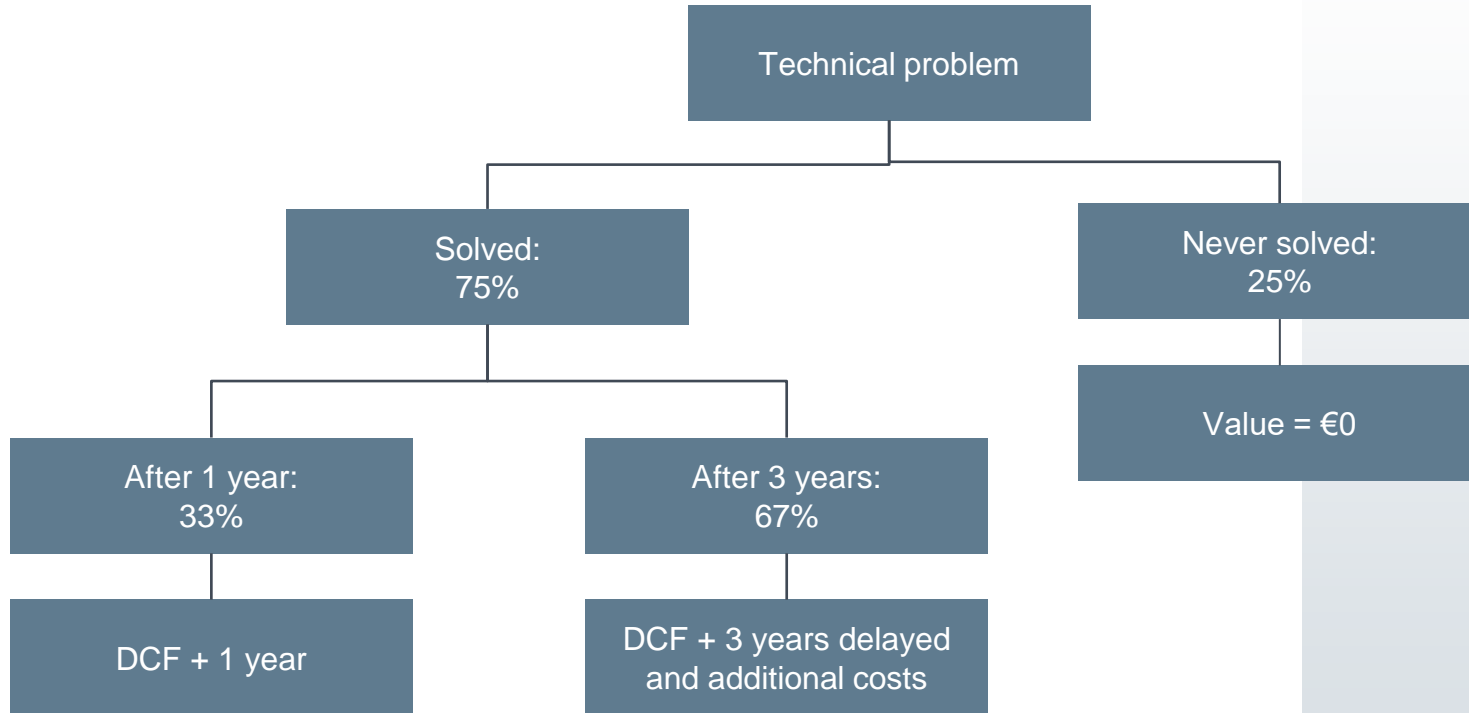 Technical problem
Solved:
75%
Never solved:
25%
Value = €0
After 1 year:
33%
After 3 years:
67%
DCF + 1 year
DCF + 3 years delayed
and additional costs